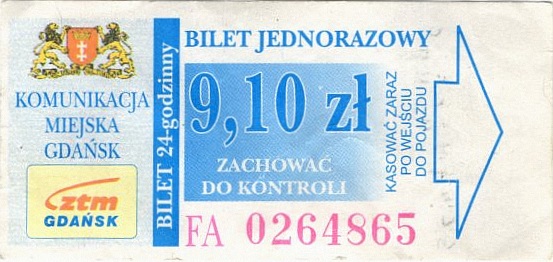 KOMUNIKACJA
MIEJSKA
GDAŃSK
ztm
GDAŃSK
BILET 24-godzinny
BILET JEDNORAZOWY
9,10 zł
ZACHOWAĆ
DO KONTROLI
FA 0264865
KASOWAĆ ZARAZ
PO WEJŚCIU
DO POJAZDU